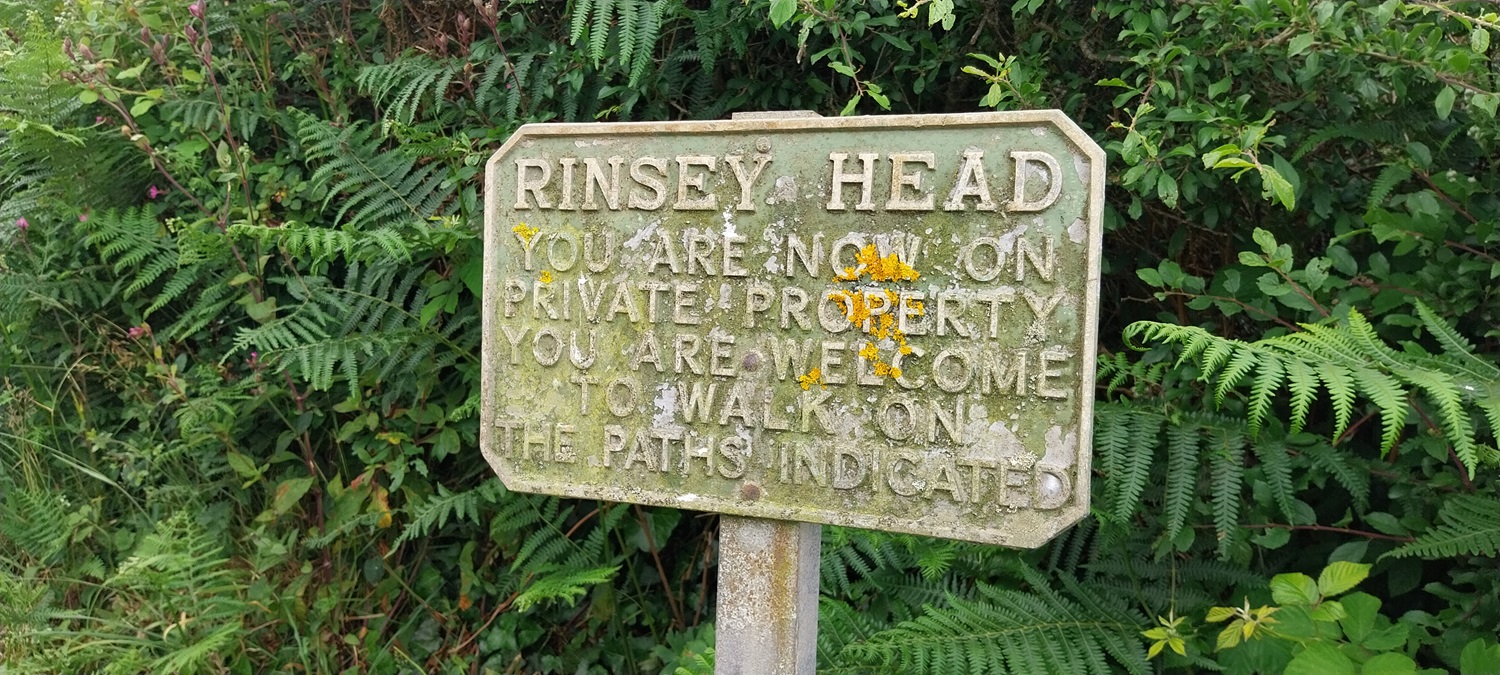 RINSEY HEAD
YOU ARE NOW ON
PRIVATE PROPERTY
YOU ARE WELCOME
TO WALK ON
THE PATHS INDICATED